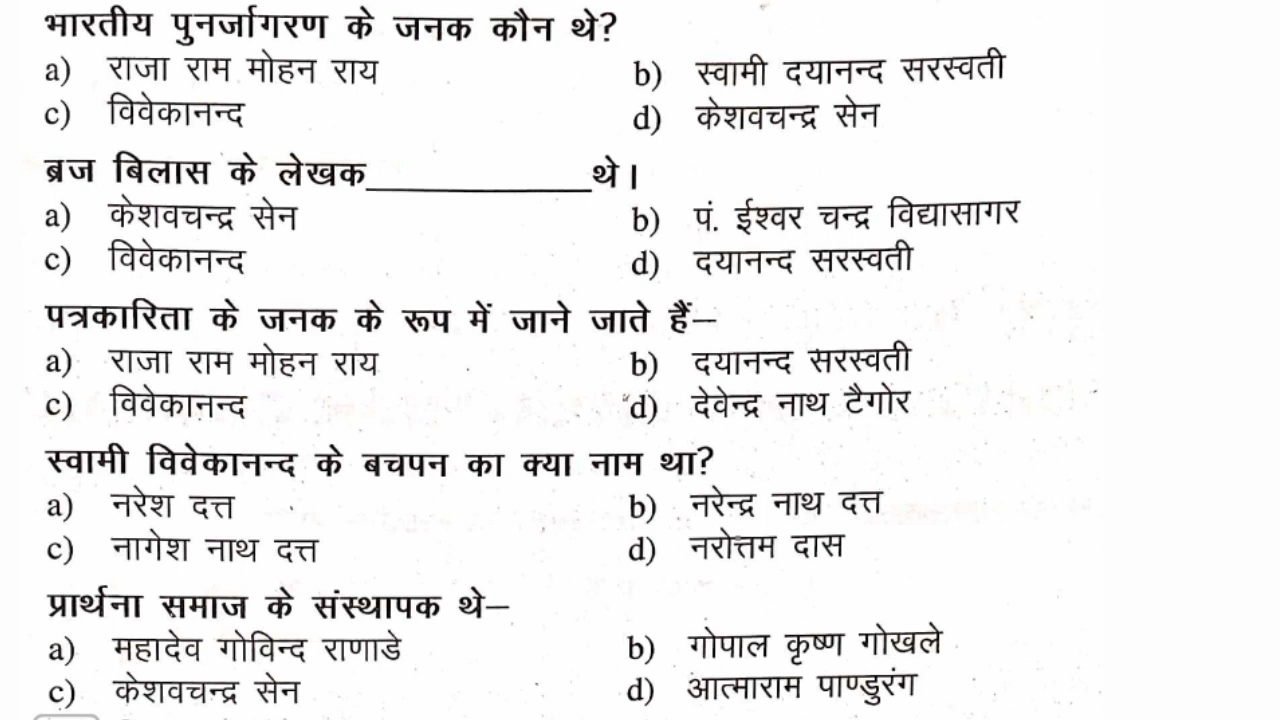 भारतीय पुनर्जागरण के जनक कौन थे?
a) राजा राम मोहन राय b) स्वामी दयानन्द सरस्वती
c) विवेकानन्द d) केशवचन्द्र सेन
ब्रज बिलास के लेखक____________थे।
a) केशवचन्द्र सेन b) पं. ईश्वर चन्द्र विद्यासागर
c) विवेकानन्द d) दयानन्द सरस्वती
पत्रकारिता के जनक के रूप में जाने जाते हैं–
a) राजा राम मोहन राय b) दयानन्द सरस्वती
c) विवेकानन्द d) देवेन्द्र नाथ टैगोर
स्वामी विवेकानन्द के बचपन का क्या नाम था?
a) नरेश दत्त b) नरेन्द्र नाथ दत्त
c) नागेश नाथ दत्त d) नरोत्तम दास
प्रार्थना समाज के संस्थापक थे–
a) महादेव गोविन्द राणाडे b) गोपाल कृष्ण गोखले
c) केशवचन्द्र सेन d) आत्माराम पाण्डुरंग